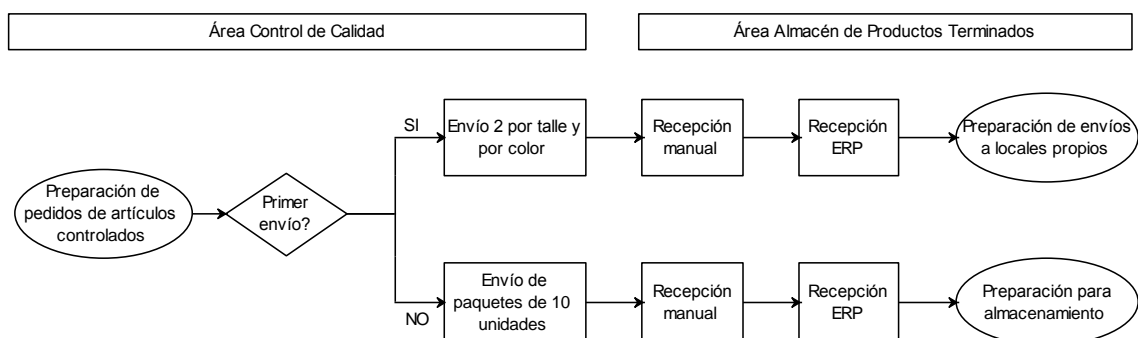 Área Control de Calidad
Área Almacén de Productos Terminados
SI
Envío 2 por talle y
por color
Recepción
manual
Recepción
ERP
Preparación de envíos
a locales propios
Preparación de
pedidos de artículos
controlados
Primer
envío?
NO
Envío de
paquetes de 10
unidades
Recepción
manual
Recepción
ERP
Preparación para
almacenamiento